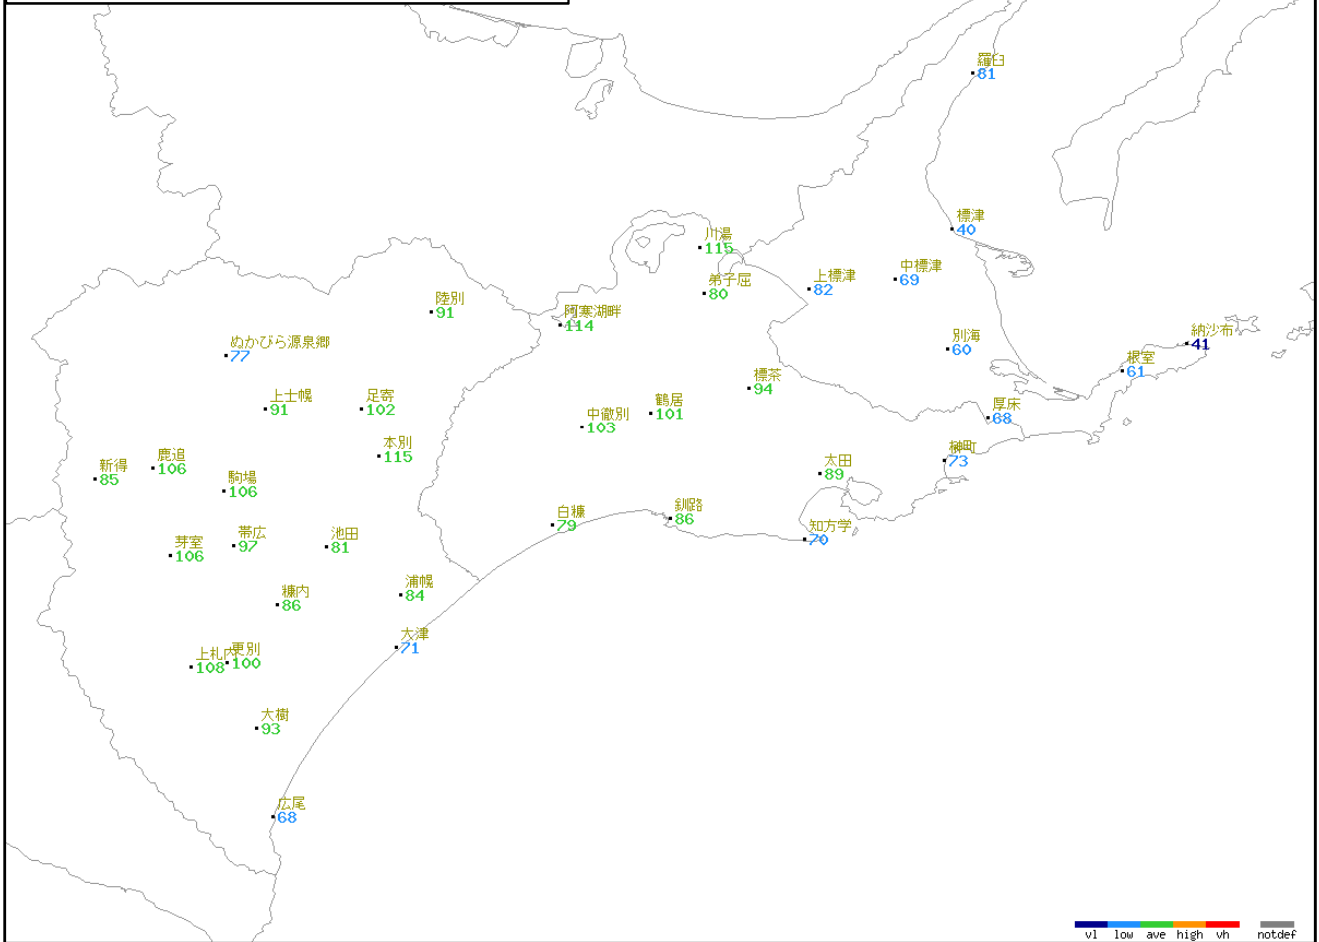 羅臼
81
標津
40
川湯
115
中標津
69
上標津
82
弟子屈
80
陸別
91
阿寒湖畔
114
納沙布
41
ぬかびら源泉郷
77
別海
60
根室
61
標茶
94
上士幌
91
足寄
102
鶴居
101
中徹別
103
厚床
68
本別
115
榊町
73
鹿追
106
新得
85
太田
89
駒場
106
釧路
86
白糠
79
知方学
70
帯広
97
池田
81
芽室
106
浦幌
84
糠内
86
大津
71
更別
100
上札内
108
大樹
93
広尾
68
vl low ave high vh notdef